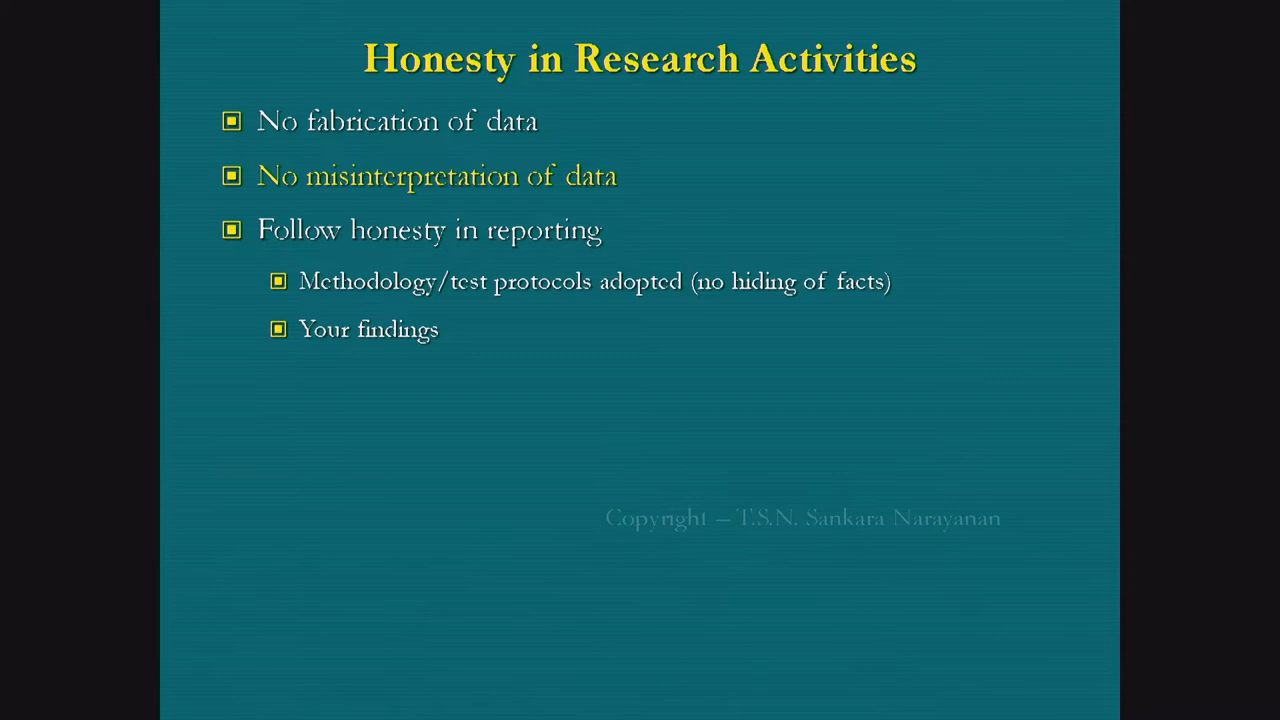 Honesty in Research Activities
No fabrication of data
No misinterpretation of data
Follow honesty in reporting
Methodology/test protocols adopted (no hiding of facts)
Your findings
Copyright – T.S.N. Sankara Narayanan